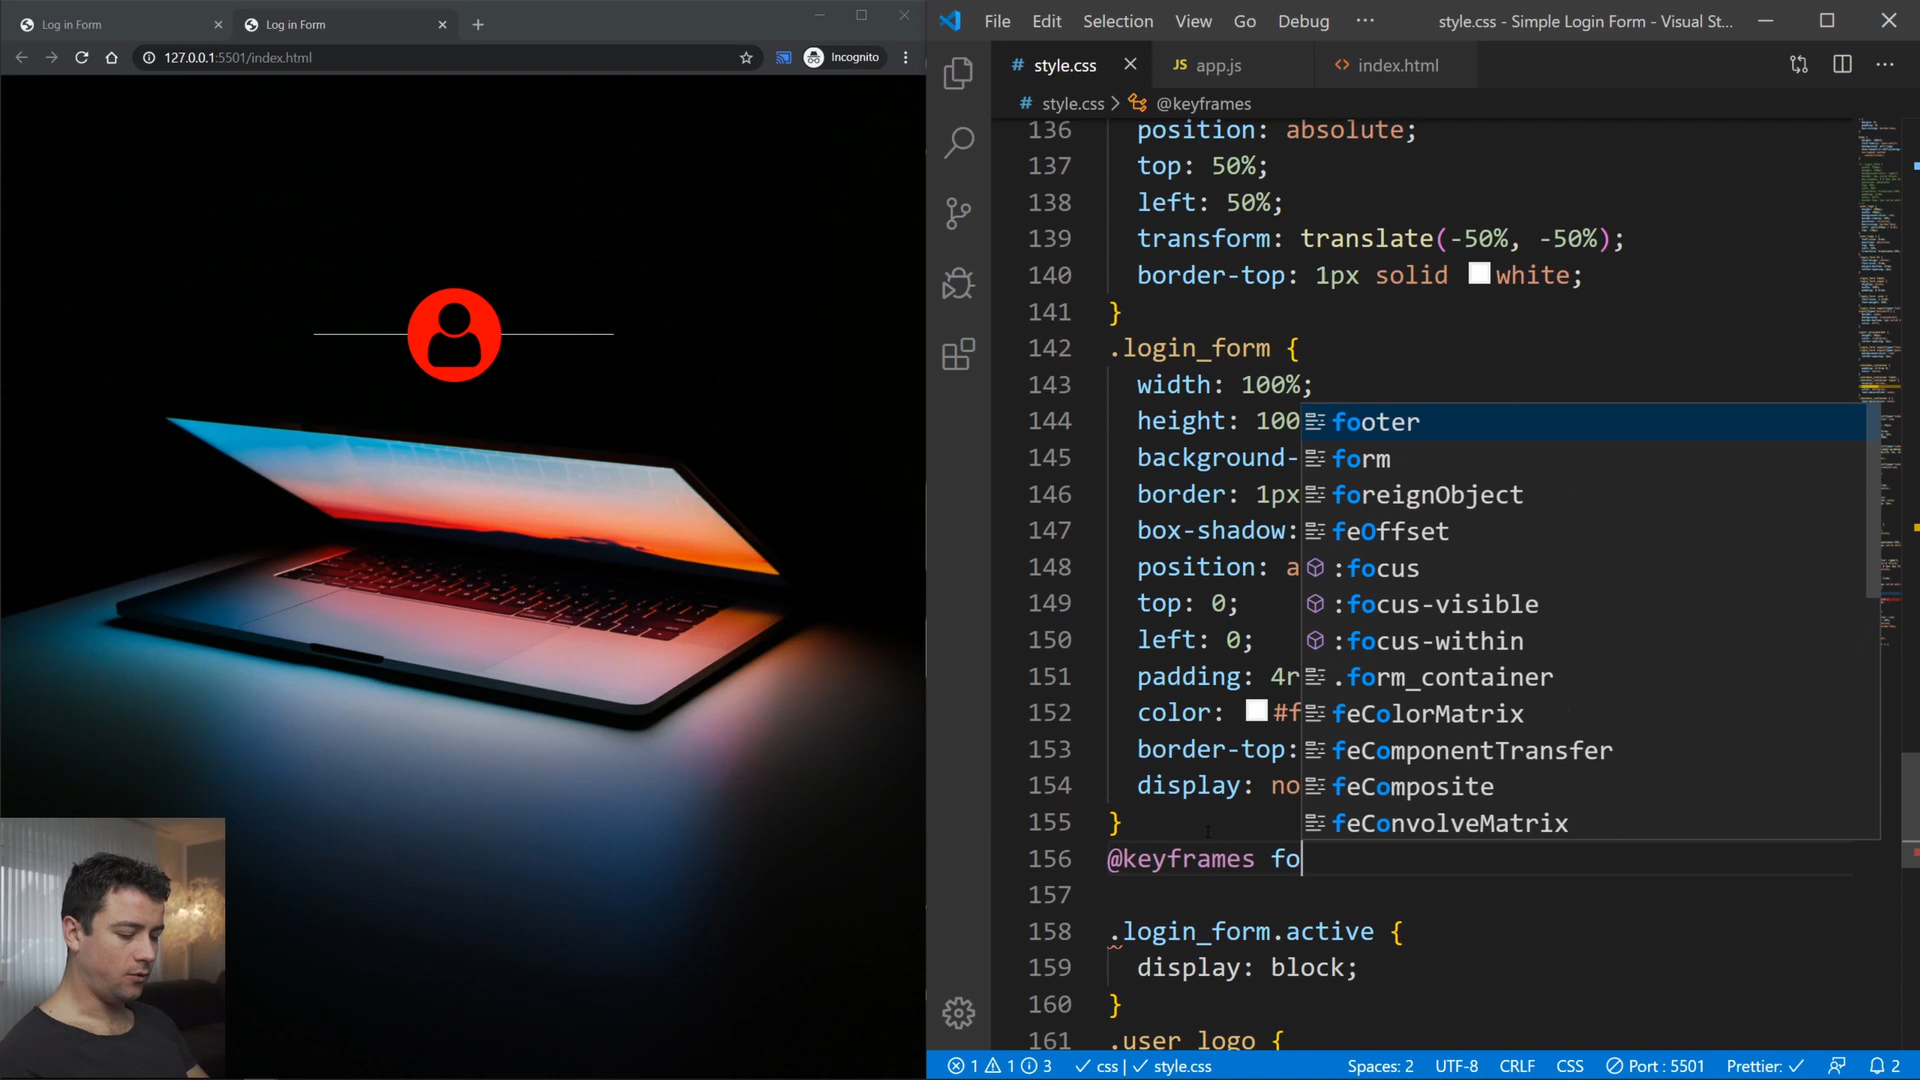 Log in Form
Log in Form
127.0.0.1:5501/index.html
Incognito
File Edit Selection View Go Debug ···
style.css - Simple Login Form - Visual St...
# style.css
JS app.js
<> index.html
# style.css > @keyframes
136 position: absolute;
137 top: 50%;
138 left: 50%;
139 transform: translate(-50%, -50%);
140 border-top: 1px solid white;
141 }
142 .login_form {
143 width: 100%;
144 height: 100
145 background-
146 border: 1px
147 box-shadow:
148 position: a
149 top: 0;
150 left: 0;
151 padding: 4r
152 color: #f
153 border-top:
154 display: no
155 }
156 @keyframes fo
157
158 .login_form.active {
159 display: block;
160 }
161 .user_logo {
footer
form
foreignObject
feOffset
:focus
:focus-visible
:focus-within
.form_container
feColorMatrix
feComponentTransfer
feComposite
feConvolveMatrix
1 1 3 ✓ css | ✓ style.css
Spaces: 2 UTF-8 CRLF CSS Port : 5501 Prettier: ✓ 2